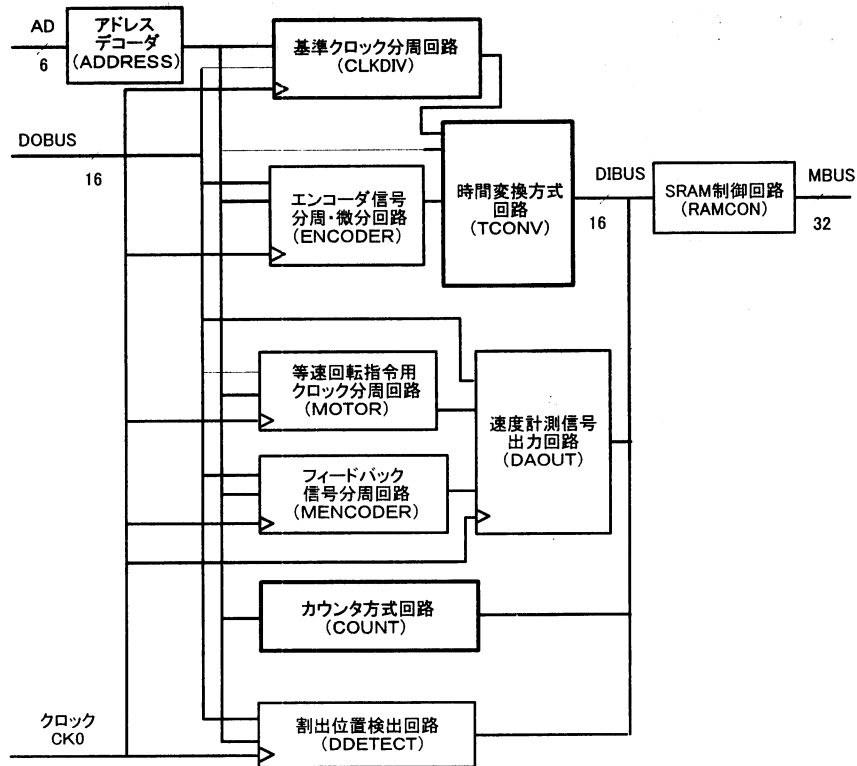 AD
6
アドレス
デコーダ
(ADDRESS)
基準クロック分周回路
(CLKDIV)
DOBUS
16
エンコーダ信号
分周・微分回路
(ENCODER)
時間変換方式
回路
(TCONV)
DIBUS
16
SRAM制御回路
(RAMCON)
MBUS
32
等速回転指令用
クロック分周回路
(MOTOR)
速度計測信号
出力回路
(DAOUT)
フィードバック
信号分周回路
(MENCODER)
カウンタ方式回路
(COUNT)
クロック
CK0
割出位置検出回路
(DDETECT)